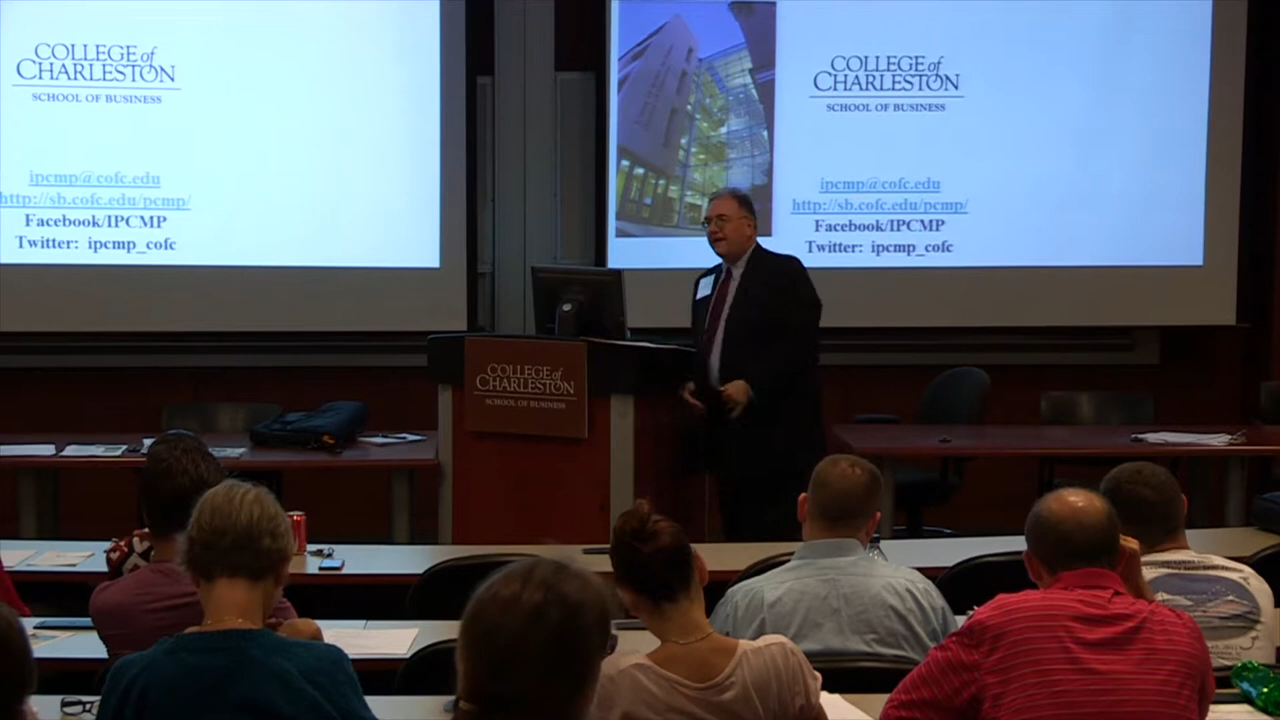 COLLEGE of
CHARLESTON
SCHOOL OF BUSINESS
ipcmp@cofc.edu
http://sb.cofc.edu/pcmp/
Facebook/IPCMP
Twitter: ipcmp_cofc
COLLEGE of
CHARLESTON
SCHOOL OF BUSINESS
ipcmp@cofc.edu
http://sb.cofc.edu/pcmp/
Facebook/IPCMP
Twitter: ipcmp_cofc
COLLEGE of
CHARLESTON
SCHOOL OF BUSINESS